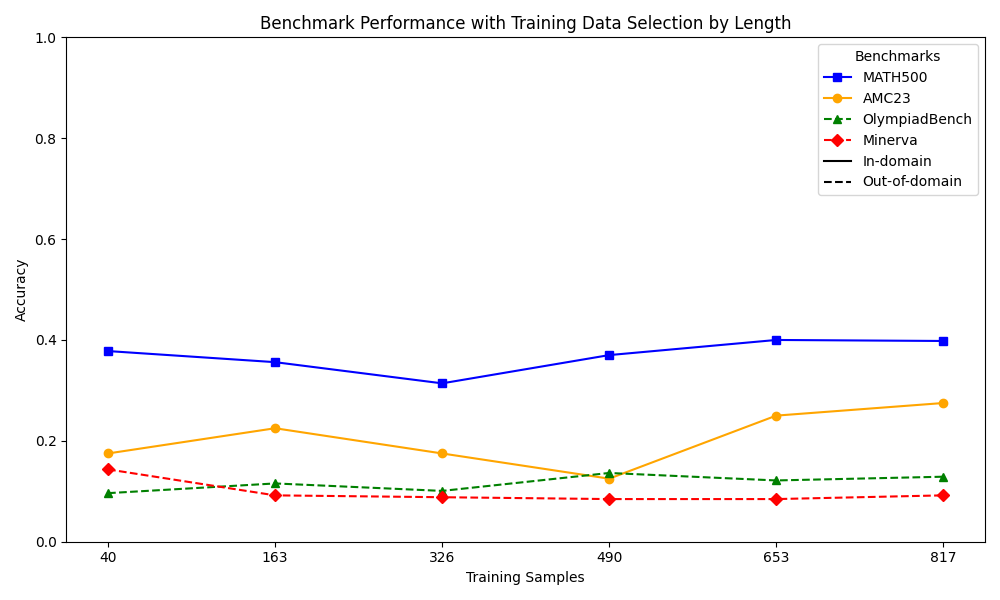 Benchmark Performance with Training Data Selection by Length
1.0
0.8
0.6
0.4
0.2
0.0
Accuracy
Benchmarks
MATH500
AMC23
OlympiadBench
Minerva
In-domain
Out-of-domain
40 163 326 490 653 817
Training Samples